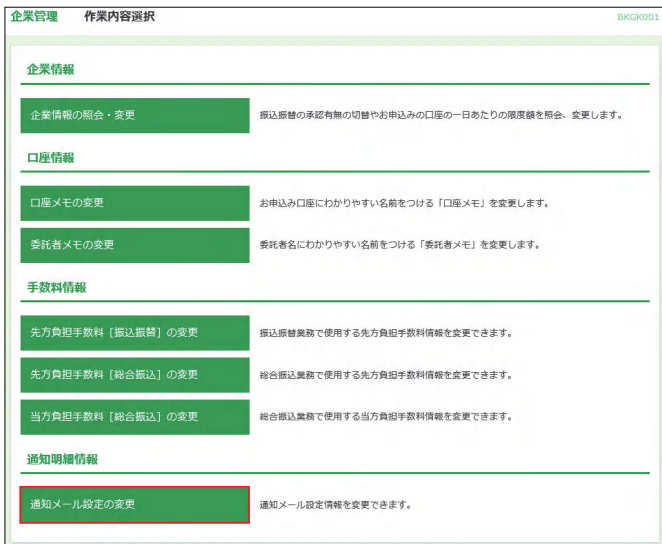 企業管理 作業内容選択 BKGK001
企業情報
企業情報の照会・変更 振込振替の承認有無の切替やお申込みの口座の一日あたりの限度額を照会、変更します。
口座情報
口座メモの変更 お申込み口座にわかりやすい名前をつける「口座メモ」を変更します。
委託者メモの変更 委託者名にわかりやすい名前をつける「委託者メモ」を変更します。
手数料情報
先方負担手数料［振込振替］の変更 振込振替業務で使用する先方負担手数料情報を変更できます。
先方負担手数料［総合振込］の変更 総合振込業務で使用する先方負担手数料情報を変更できます。
当方負担手数料［総合振込］の変更 総合振込業務で使用する当方負担手数料情報を変更できます。
通知明細情報
通知メール設定の変更 通知メール設定情報を変更できます。